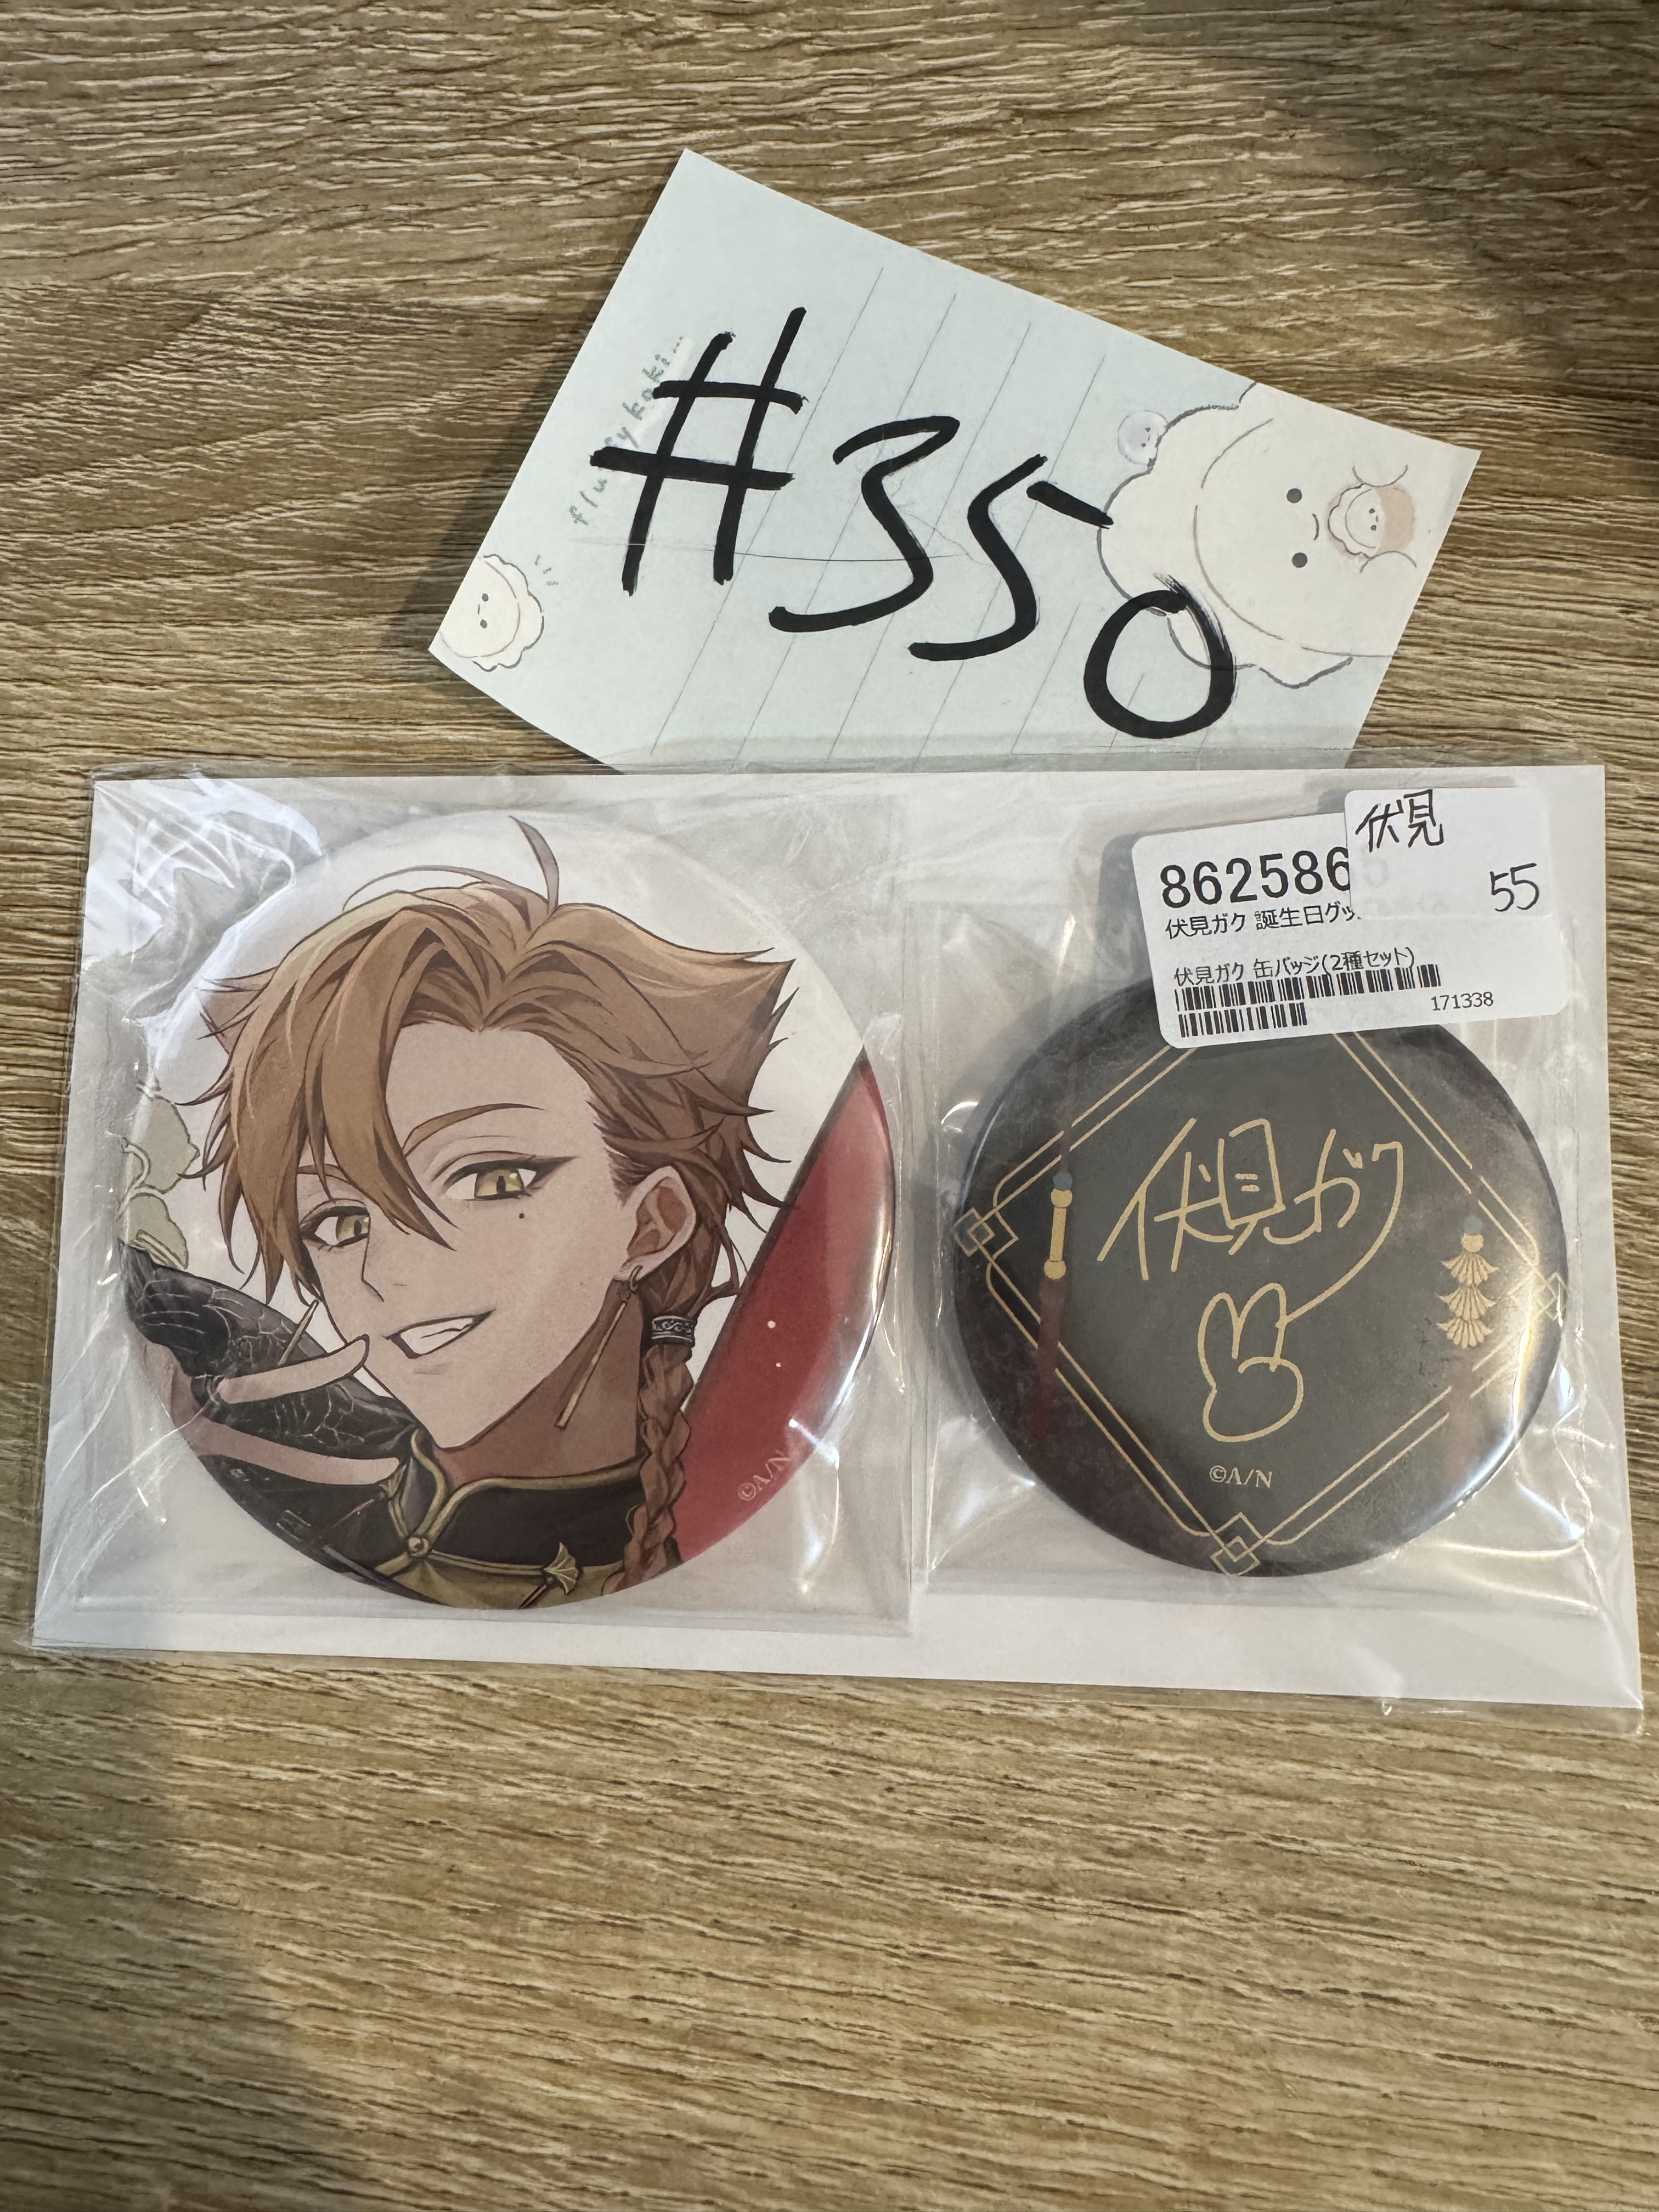 #350
fluffy koki...
伏見
55
862586
伏見ガク 誕生日グッ
伏見ガク 缶バッジ(2種セット)
171338
©A/N
伏見ガク
©A/N